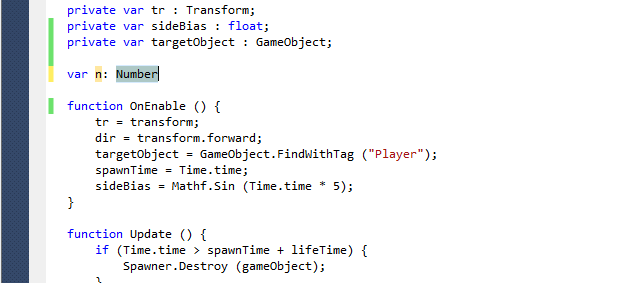 private var tr : Transform;
private var sideBias : float;
private var targetObject : GameObject;
var n: Number
function OnEnable () {
tr = transform;
dir = transform.forward;
targetObject = GameObject.FindWithTag ("Player");
spawnTime = Time.time;
sideBias = Mathf.Sin (Time.time * 5);
}
function Update () {
if (Time.time > spawnTime + lifeTime) {
Spawner.Destroy (gameObject);
}